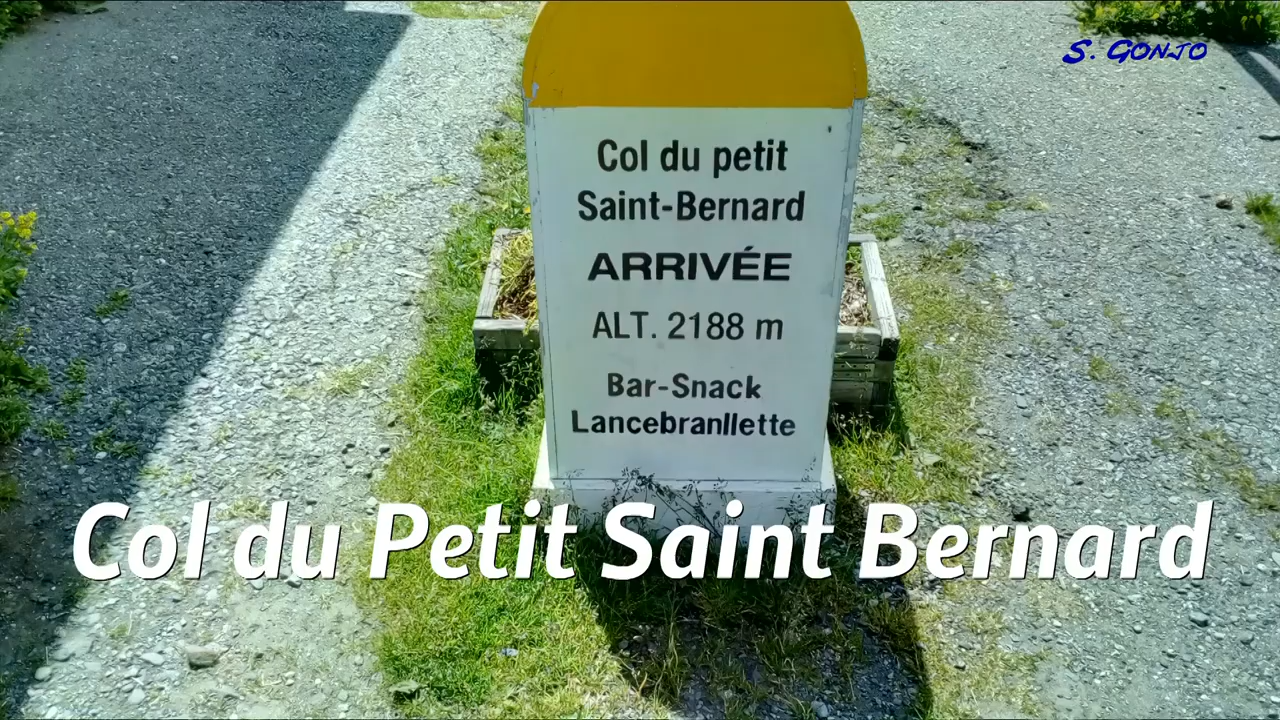 S. Gonjo
Col du petit
Saint-Bernard
ARRIVÉE
ALT. 2188 m
Bar-Snack
Lancebranllette
Col du Petit Saint Bernard